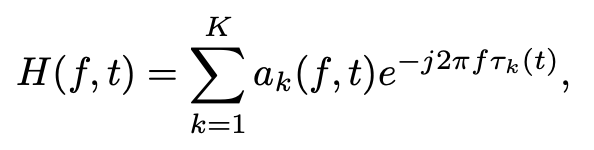 H(f, t) = \sum_{k=1}^{K} a_k(f, t)e^{-j2\pi f\tau_k(t)},